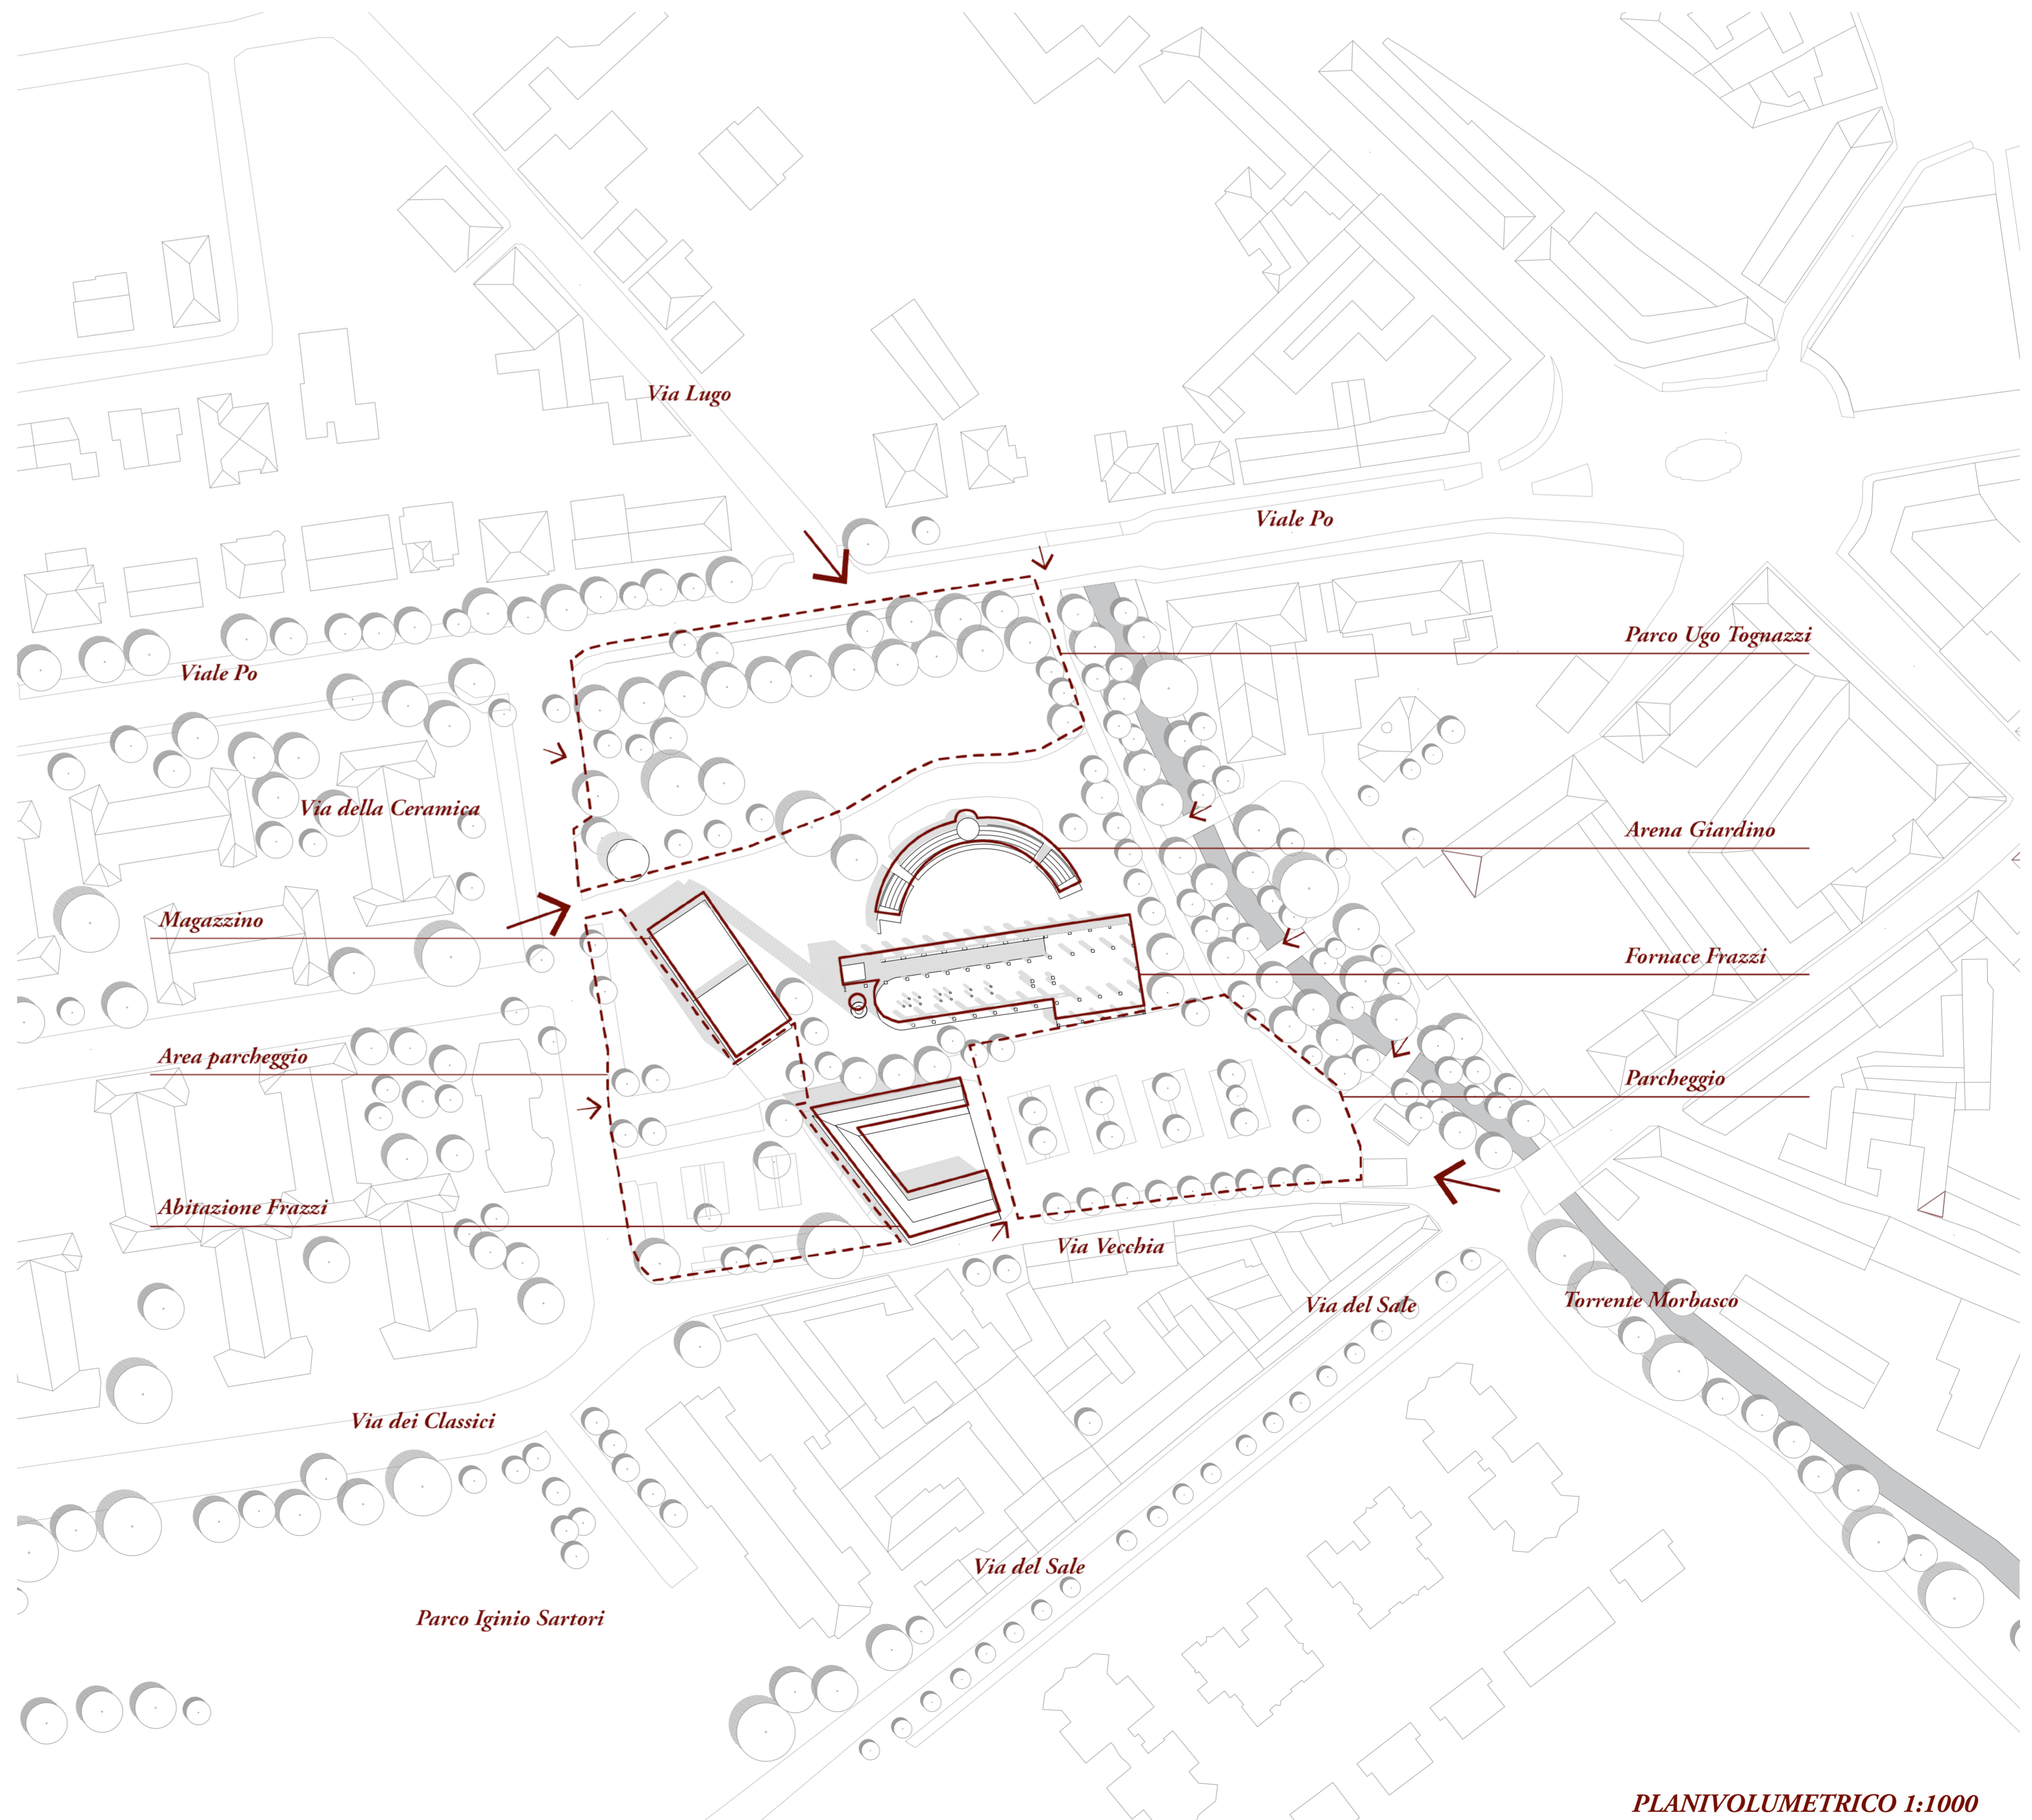 Via Lugo
Viale Po
Parco Ugo Tognazzi
Viale Po
Via della Ceramica
Arena Giardino
Magazzino
Fornace Frazzi
Area parcheggio
Parcheggio
Abitazione Frazzi
Via Vecchia
Via del Sale
Torrente Morbasco
Via dei Classici
Via del Sale
Parco Iginio Sartori
PLANIVOLUMETRICO 1:1000